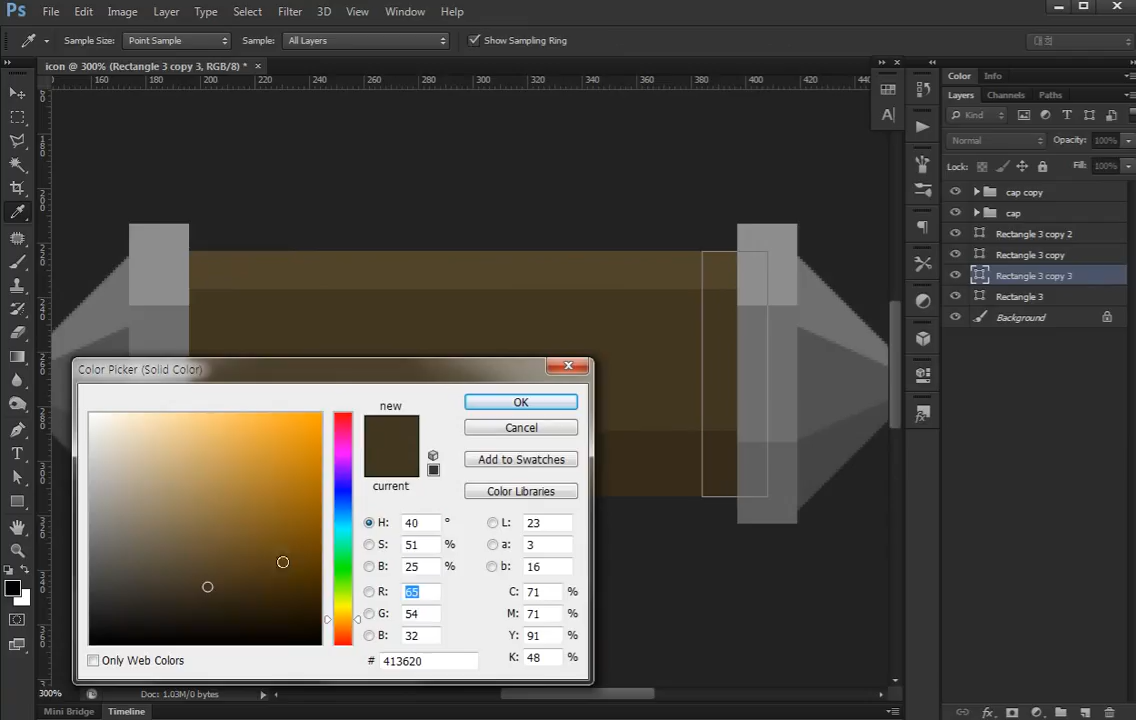 Ps File Edit Image Layer Type Select Filter 3D View Window Help
Sample Size: Point Sample Sample: All Layers Show Sampling Ring
icon @ 300% (Rectangle 3 copy 3, RGB/8) * ×
160 180 200 220 240 260 280 300 320 340 360 380 400 420 440
Color Info
Layers Channels Paths
Kind
Normal Opacity: 100%
Lock: Fill: 100%
cap copy
cap
Rectangle 3 copy 2
Rectangle 3 copy
Rectangle 3 copy 3
Rectangle 3
Background
Color Picker (Solid Color)
new
current
OK
Cancel
Add to Swatches
Color Libraries
H: 40 º L: 23
S: 51 % a: 3
B: 25 % b: 16
R: 65 C: 71 %
G: 54 M: 71 %
B: 32 Y: 91 %
# 413620 K: 48 %
Only Web Colors
300% Doc: 1.03M/0 bytes
Mini Bridge Timeline